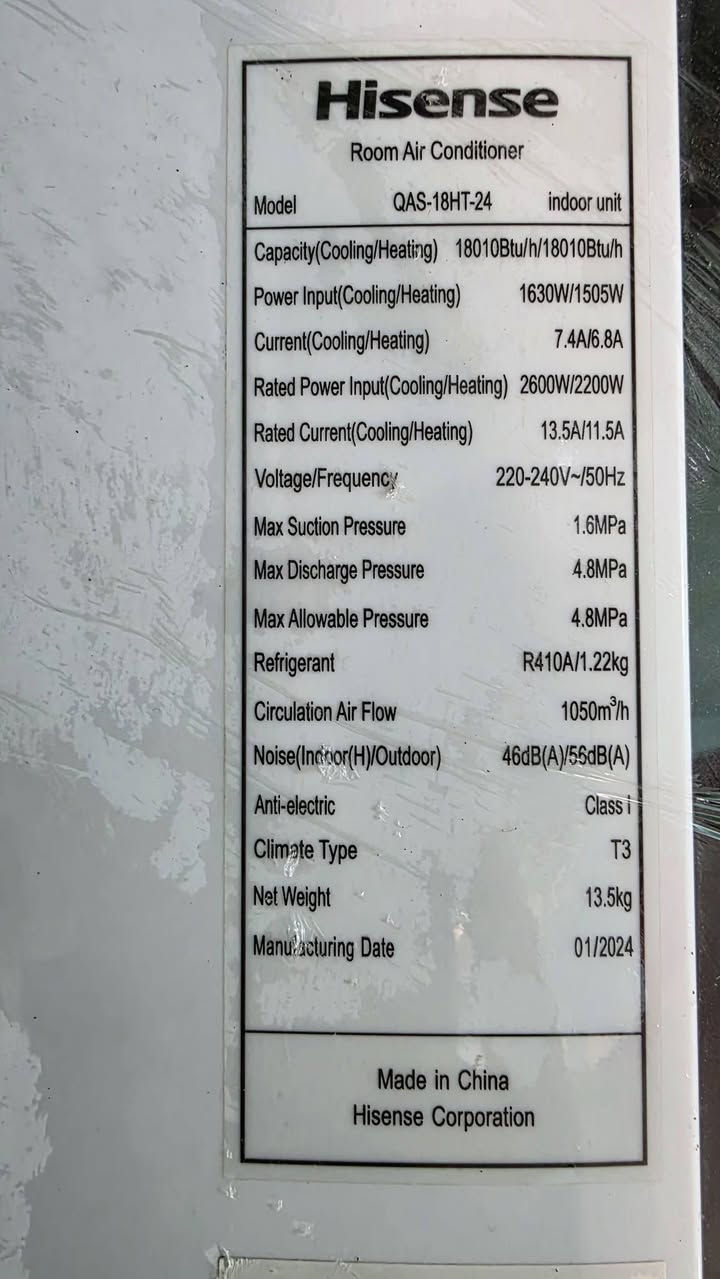 Hisense
Room Air Conditioner
Model QAS-18HT-24 indoor unit
Capacity(Cooling/Heating) 18010Btu/h/18010Btu/h
Power Input(Cooling/Heating) 1630W/1505W
Current(Cooling/Heating) 7.4A/6.8A
Rated Power Input(Cooling/Heating) 2600W/2200W
Rated Current(Cooling/Heating) 13.5A/11.5A
Voltage/Frequency 220-240V~/50Hz
Max Suction Pressure 1.6MPa
Max Discharge Pressure 4.8MPa
Max Allowable Pressure 4.8MPa
Refrigerant R410A/1.22kg
Circulation Air Flow 1050m³/h
Noise(Indoor(H)/Outdoor) 46dB(A)/56dB(A)
Anti-electric Class I
Climate Type T3
Net Weight 13.5kg
Manufacturing Date 01/2024
Made in China
Hisense Corporation